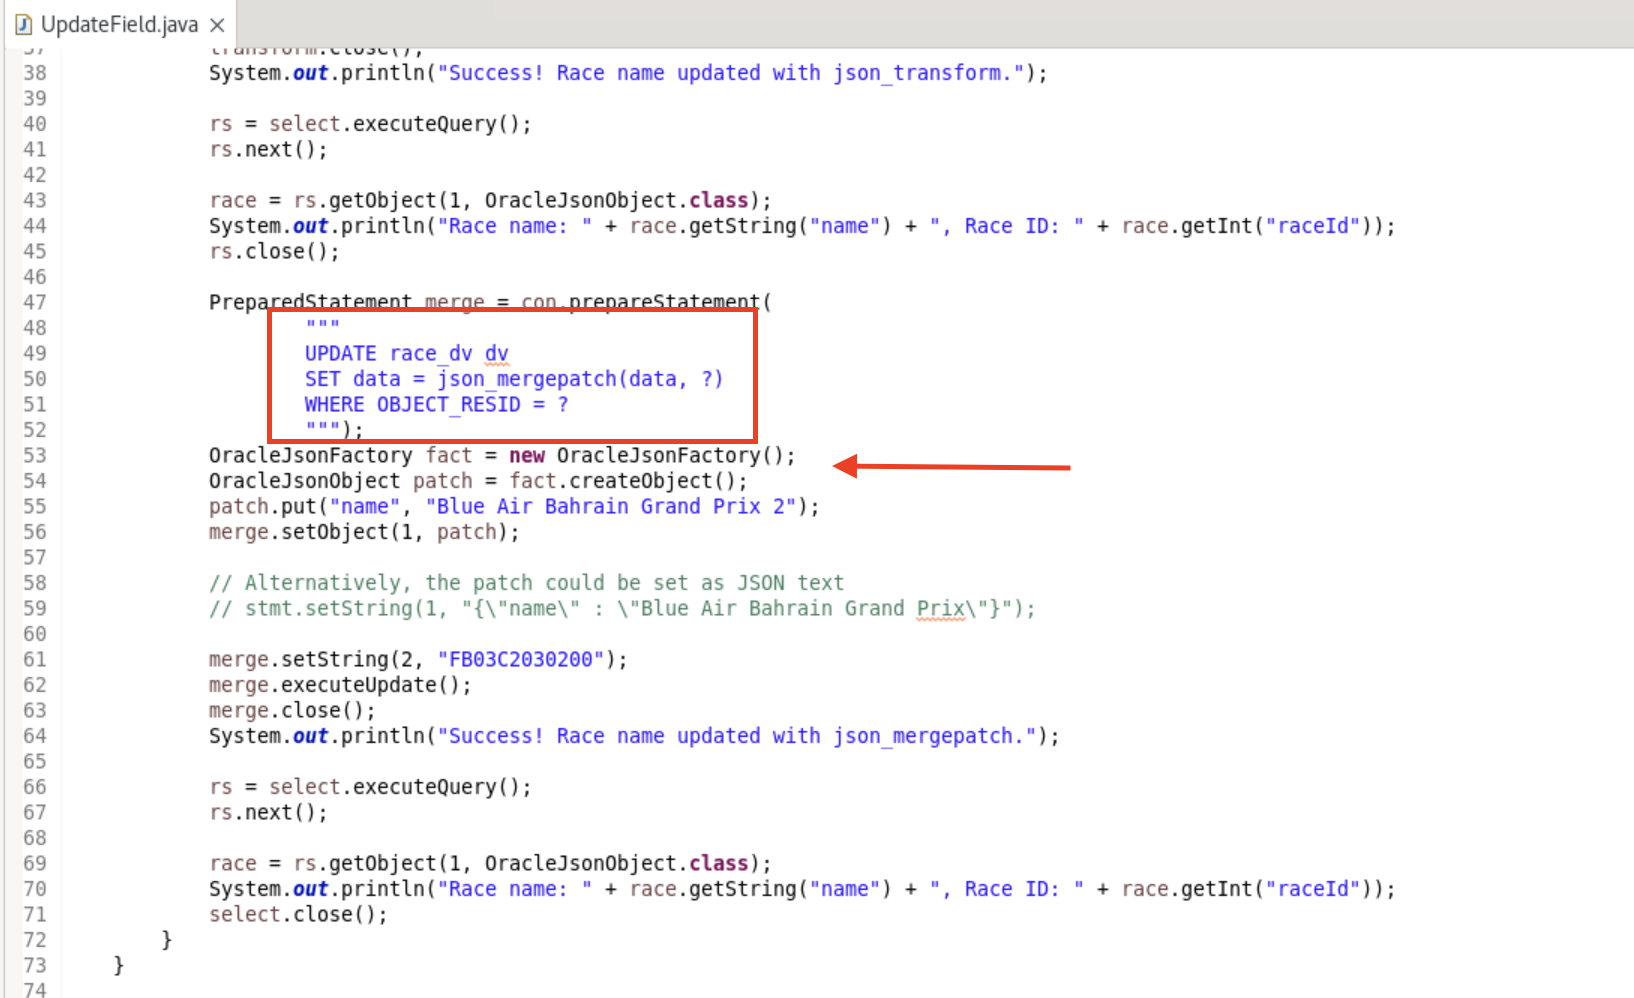 UpdateField.java
37 transform.close();
38 System.out.println("Success! Race name updated with json_transform.");
39
40 rs = select.executeQuery();
41 rs.next();
42
43 race = rs.getObject(1, OracleJsonObject.class);
44 System.out.println("Race name: " + race.getString("name") + ", Race ID: " + race.getInt("raceId"));
45 rs.close();
46
47 PreparedStatement merge = con.prepareStatement(
48 """
49 UPDATE race_dv dv
50 SET data = json_mergepatch(data, ?)
51 WHERE OBJECT_RESID = ?
52 """);
53 OracleJsonFactory fact = new OracleJsonFactory();
54 OracleJsonObject patch = fact.createObject();
55 patch.put("name", "Blue Air Bahrain Grand Prix 2");
56 merge.setObject(1, patch);
57
58 // Alternatively, the patch could be set as JSON text
59 // stmt.setString(1, "{\"name\" : \"Blue Air Bahrain Grand Prix\"}");
60
61 merge.setString(2, "FB03C2030200");
62 merge.executeUpdate();
63 merge.close();
64 System.out.println("Success! Race name updated with json_mergepatch.");
65
66 rs = select.executeQuery();
67 rs.next();
68
69 race = rs.getObject(1, OracleJsonObject.class);
70 System.out.println("Race name: " + race.getString("name") + ", Race ID: " + race.getInt("raceId"));
71 select.close();
72 }
73 }
74